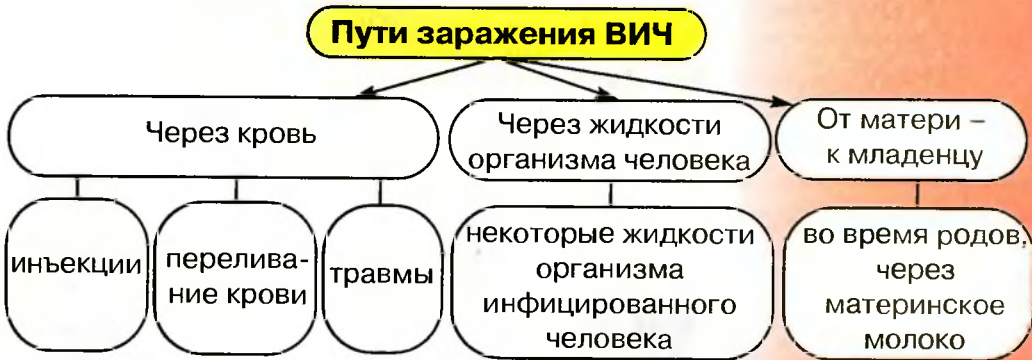 Пути заражения ВИЧ
Через кровь
Через жидкости
организма человека
От матери –
к младенцу
инъекции
перелива-
ние крови
травмы
некоторые жидкости
организма
инфицированного
человека
во время родов,
через
материнское
молоко